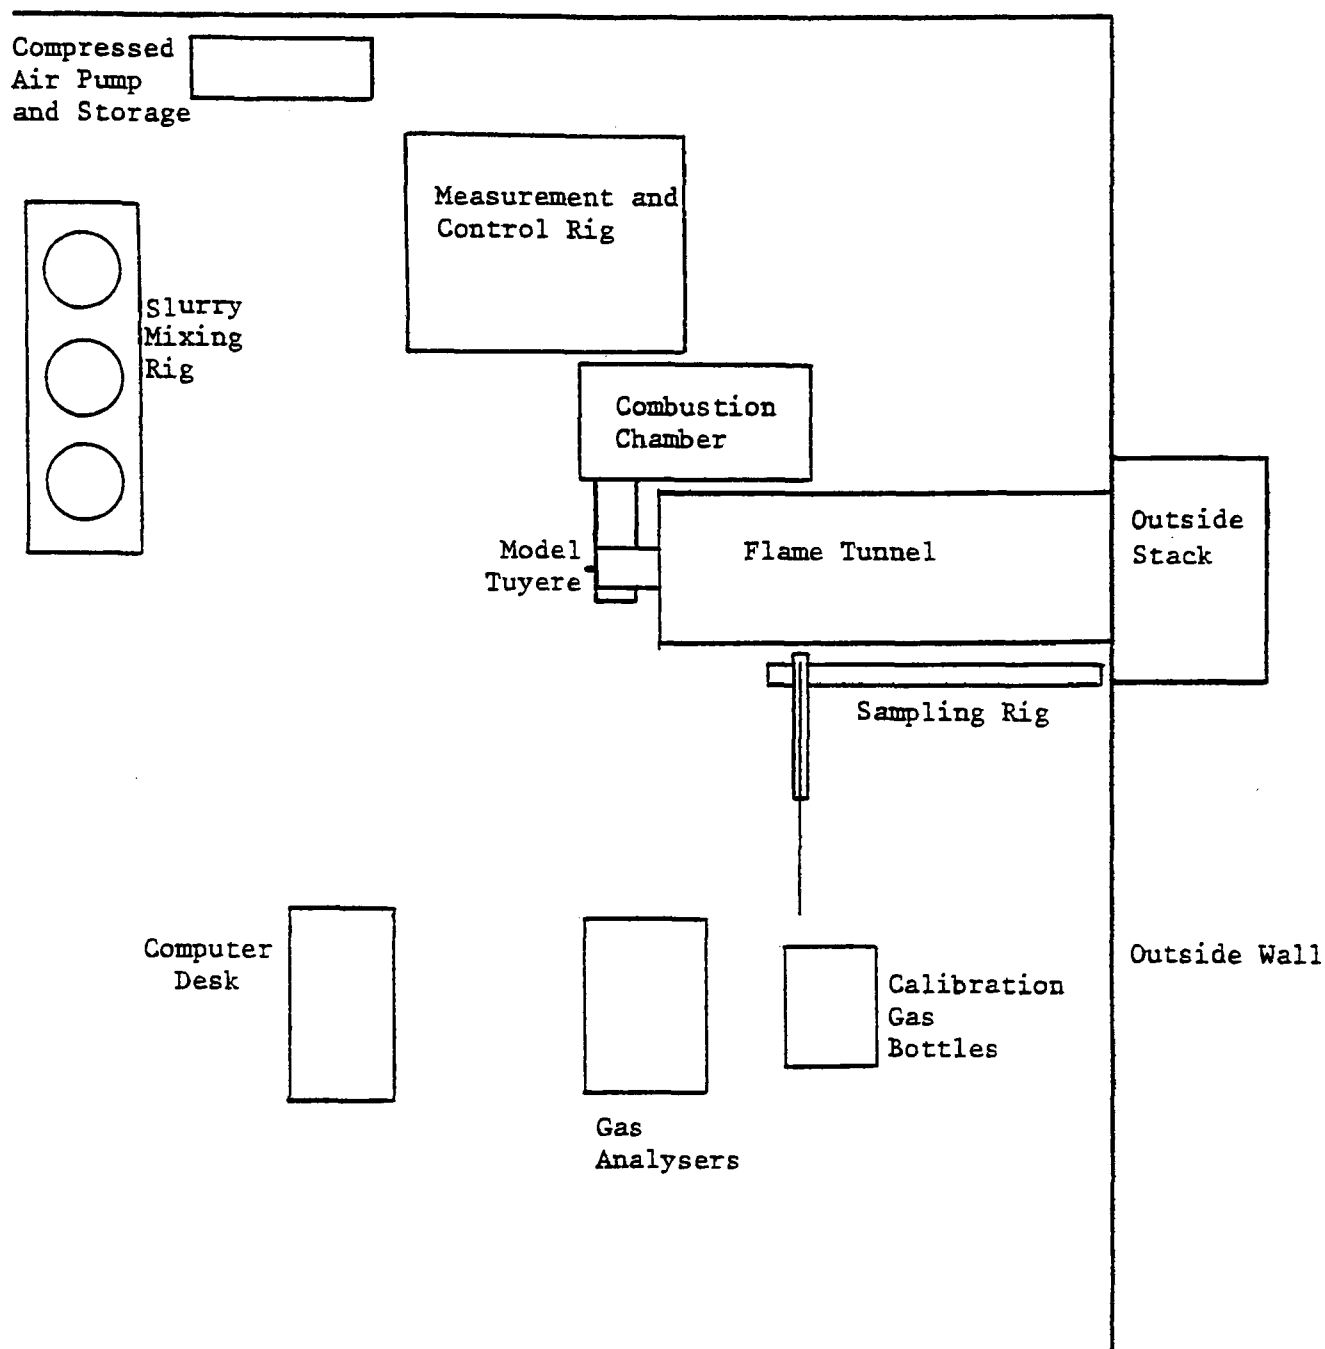 Compressed
Air Pump
and Storage
Measurement and
Control Rig
Slurry
Mixing
Rig
Combustion
Chamber
Outside
Stack
Model
Tuyere
Flame Tunnel
Sampling Rig
Computer
Desk
Outside Wall
Calibration
Gas
Bottles
Gas
Analysers